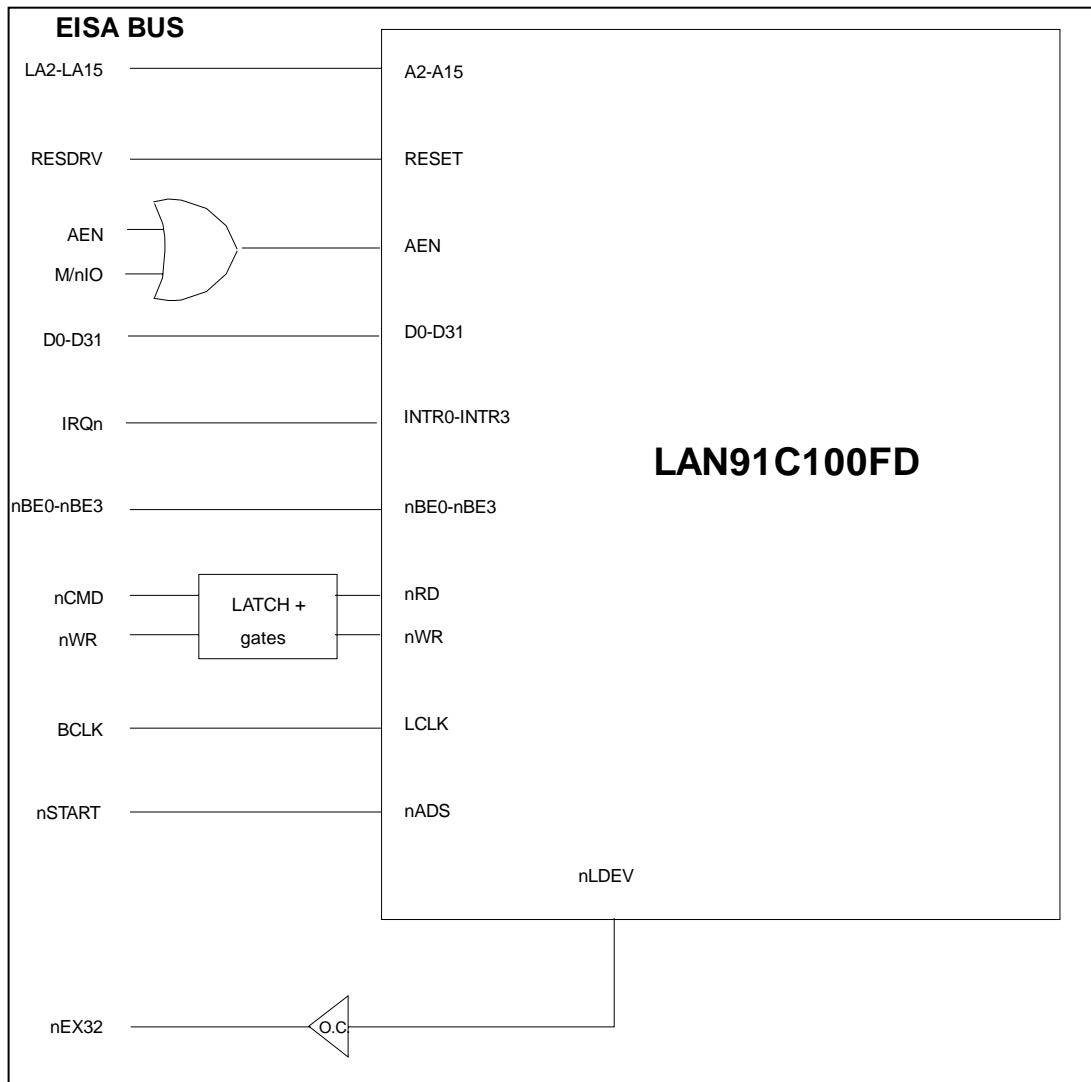 EISA BUS
LA2-LA15
A2-A15
RESDRV
RESET
AEN
AEN
M/nIO
D0-D31
D0-D31
IRQn
INTR0-INTR3
LAN91C100FD
nBE0-nBE3
nBE0-nBE3
nCMD
LATCH +
nRD
nWR
gates
nWR
BCLK
LCLK
nSTART
nADS
nLDEV
nEX32
O.C.